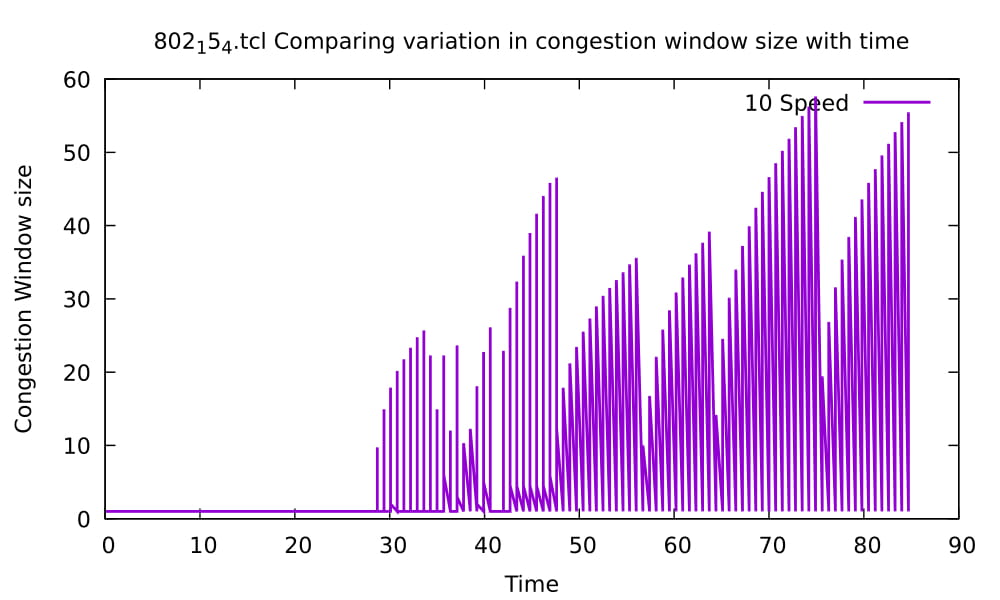 802₁5₄.tcl Comparing variation in congestion window size with time
10 Speed
Congestion Window size
60
50
40
30
20
10
0
0 10 20 30 40 50 60 70 80 90
Time